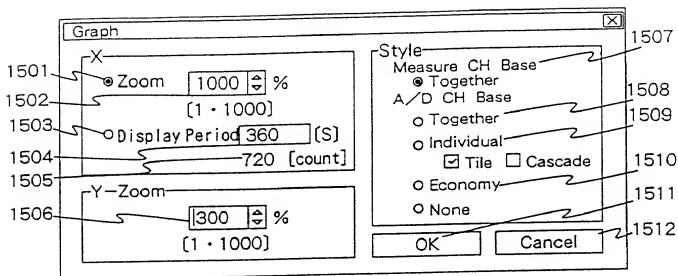 Graph
X
1501
◉ Zoom 1000 %
1502
[1・1000]
1503
○ Display Period 360 [S]
1504
720 [count]
1505
Y-Zoom
1506
300 %
[1・1000]
Style
1507
Measure CH Base
◉ Together
A/D CH Base
1508
○ Together
1509
○ Individual
☑ Tile ☐ Cascade
1510
○ Economy
1511
○ None
1512
OK
Cancel